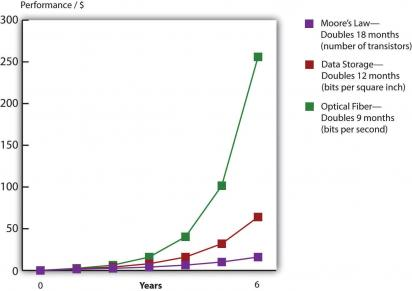 Performance / $
300
250
200
150
100
50
0
0
Years
6
Moore's Law—
Doubles 18 months
(number of transistors)
Data Storage—
Doubles 12 months
(bits per square inch)
Optical Fiber—
Doubles 9 months
(bits per second)